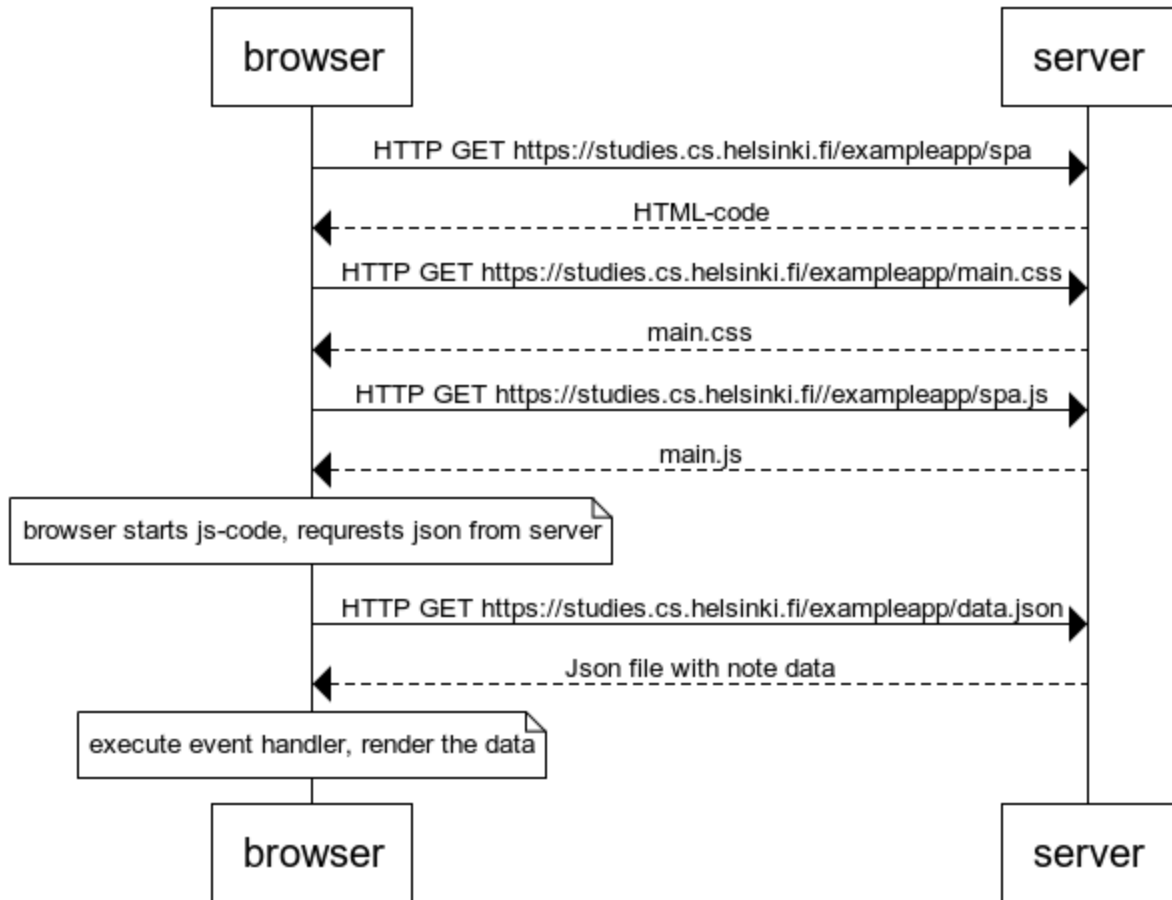 browser
server
HTTP GET https://studies.cs.helsinki.fi/exampleapp/spa
HTML-code
HTTP GET https://studies.cs.helsinki.fi/exampleapp/main.css
main.css
HTTP GET https://studies.cs.helsinki.fi//exampleapp/spa.js
main.js
browser starts js-code, requrests json from server
HTTP GET https://studies.cs.helsinki.fi/exampleapp/data.json
Json file with note data
execute event handler, render the data
browser
server